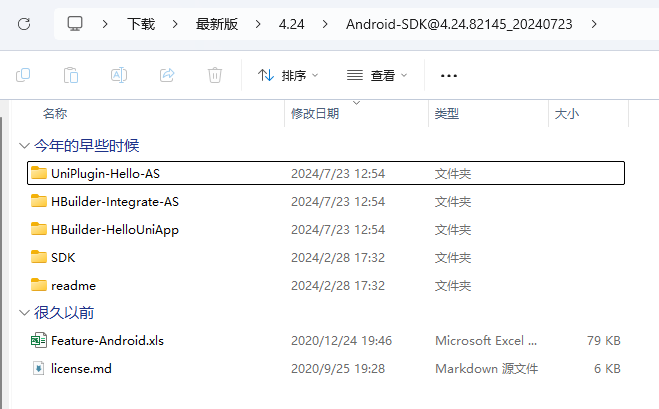 下载 最新版 4.24 Android-SDK@4.24.82145_20240723
排序 查看
名称 修改日期 类型 大小
今年的早些时候
UniPlugin-Hello-AS 2024/7/23 12:54 文件夹
HBuilder-Integrate-AS 2024/7/23 12:54 文件夹
HBuilder-HelloUniApp 2024/7/23 12:54 文件夹
SDK 2024/2/28 17:32 文件夹
readme 2024/2/28 17:32 文件夹
很久以前
Feature-Android.xls 2020/12/24 19:46 Microsoft Excel ... 79 KB
license.md 2020/9/25 19:28 Markdown 源文件 6 KB